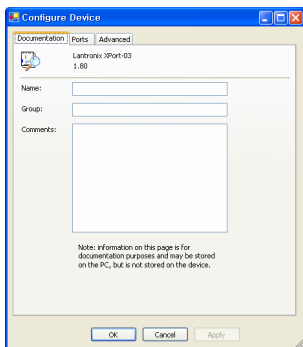 Configure Device
Documentation Ports Advanced
Lantronix XPort-03
1.80
Name:
Group:
Comments:
Note: information on this page is for
documentation purposes and may be stored
on the PC, but is not stored on the device.
OK Cancel Apply